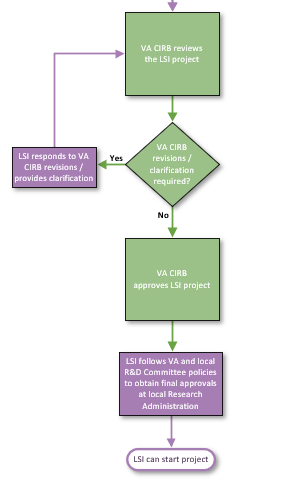 VA CIRB reviews
the LSI project
VA CIRB
revisions /
clarification
required?
Yes
LSI responds to VA
CIRB revisions /
provides clarification
No
VA CIRB
approves LSI project
LSI follows VA and local
R&D Committee policies
to obtain final approvals
at local Research
Administration
LSI can start project